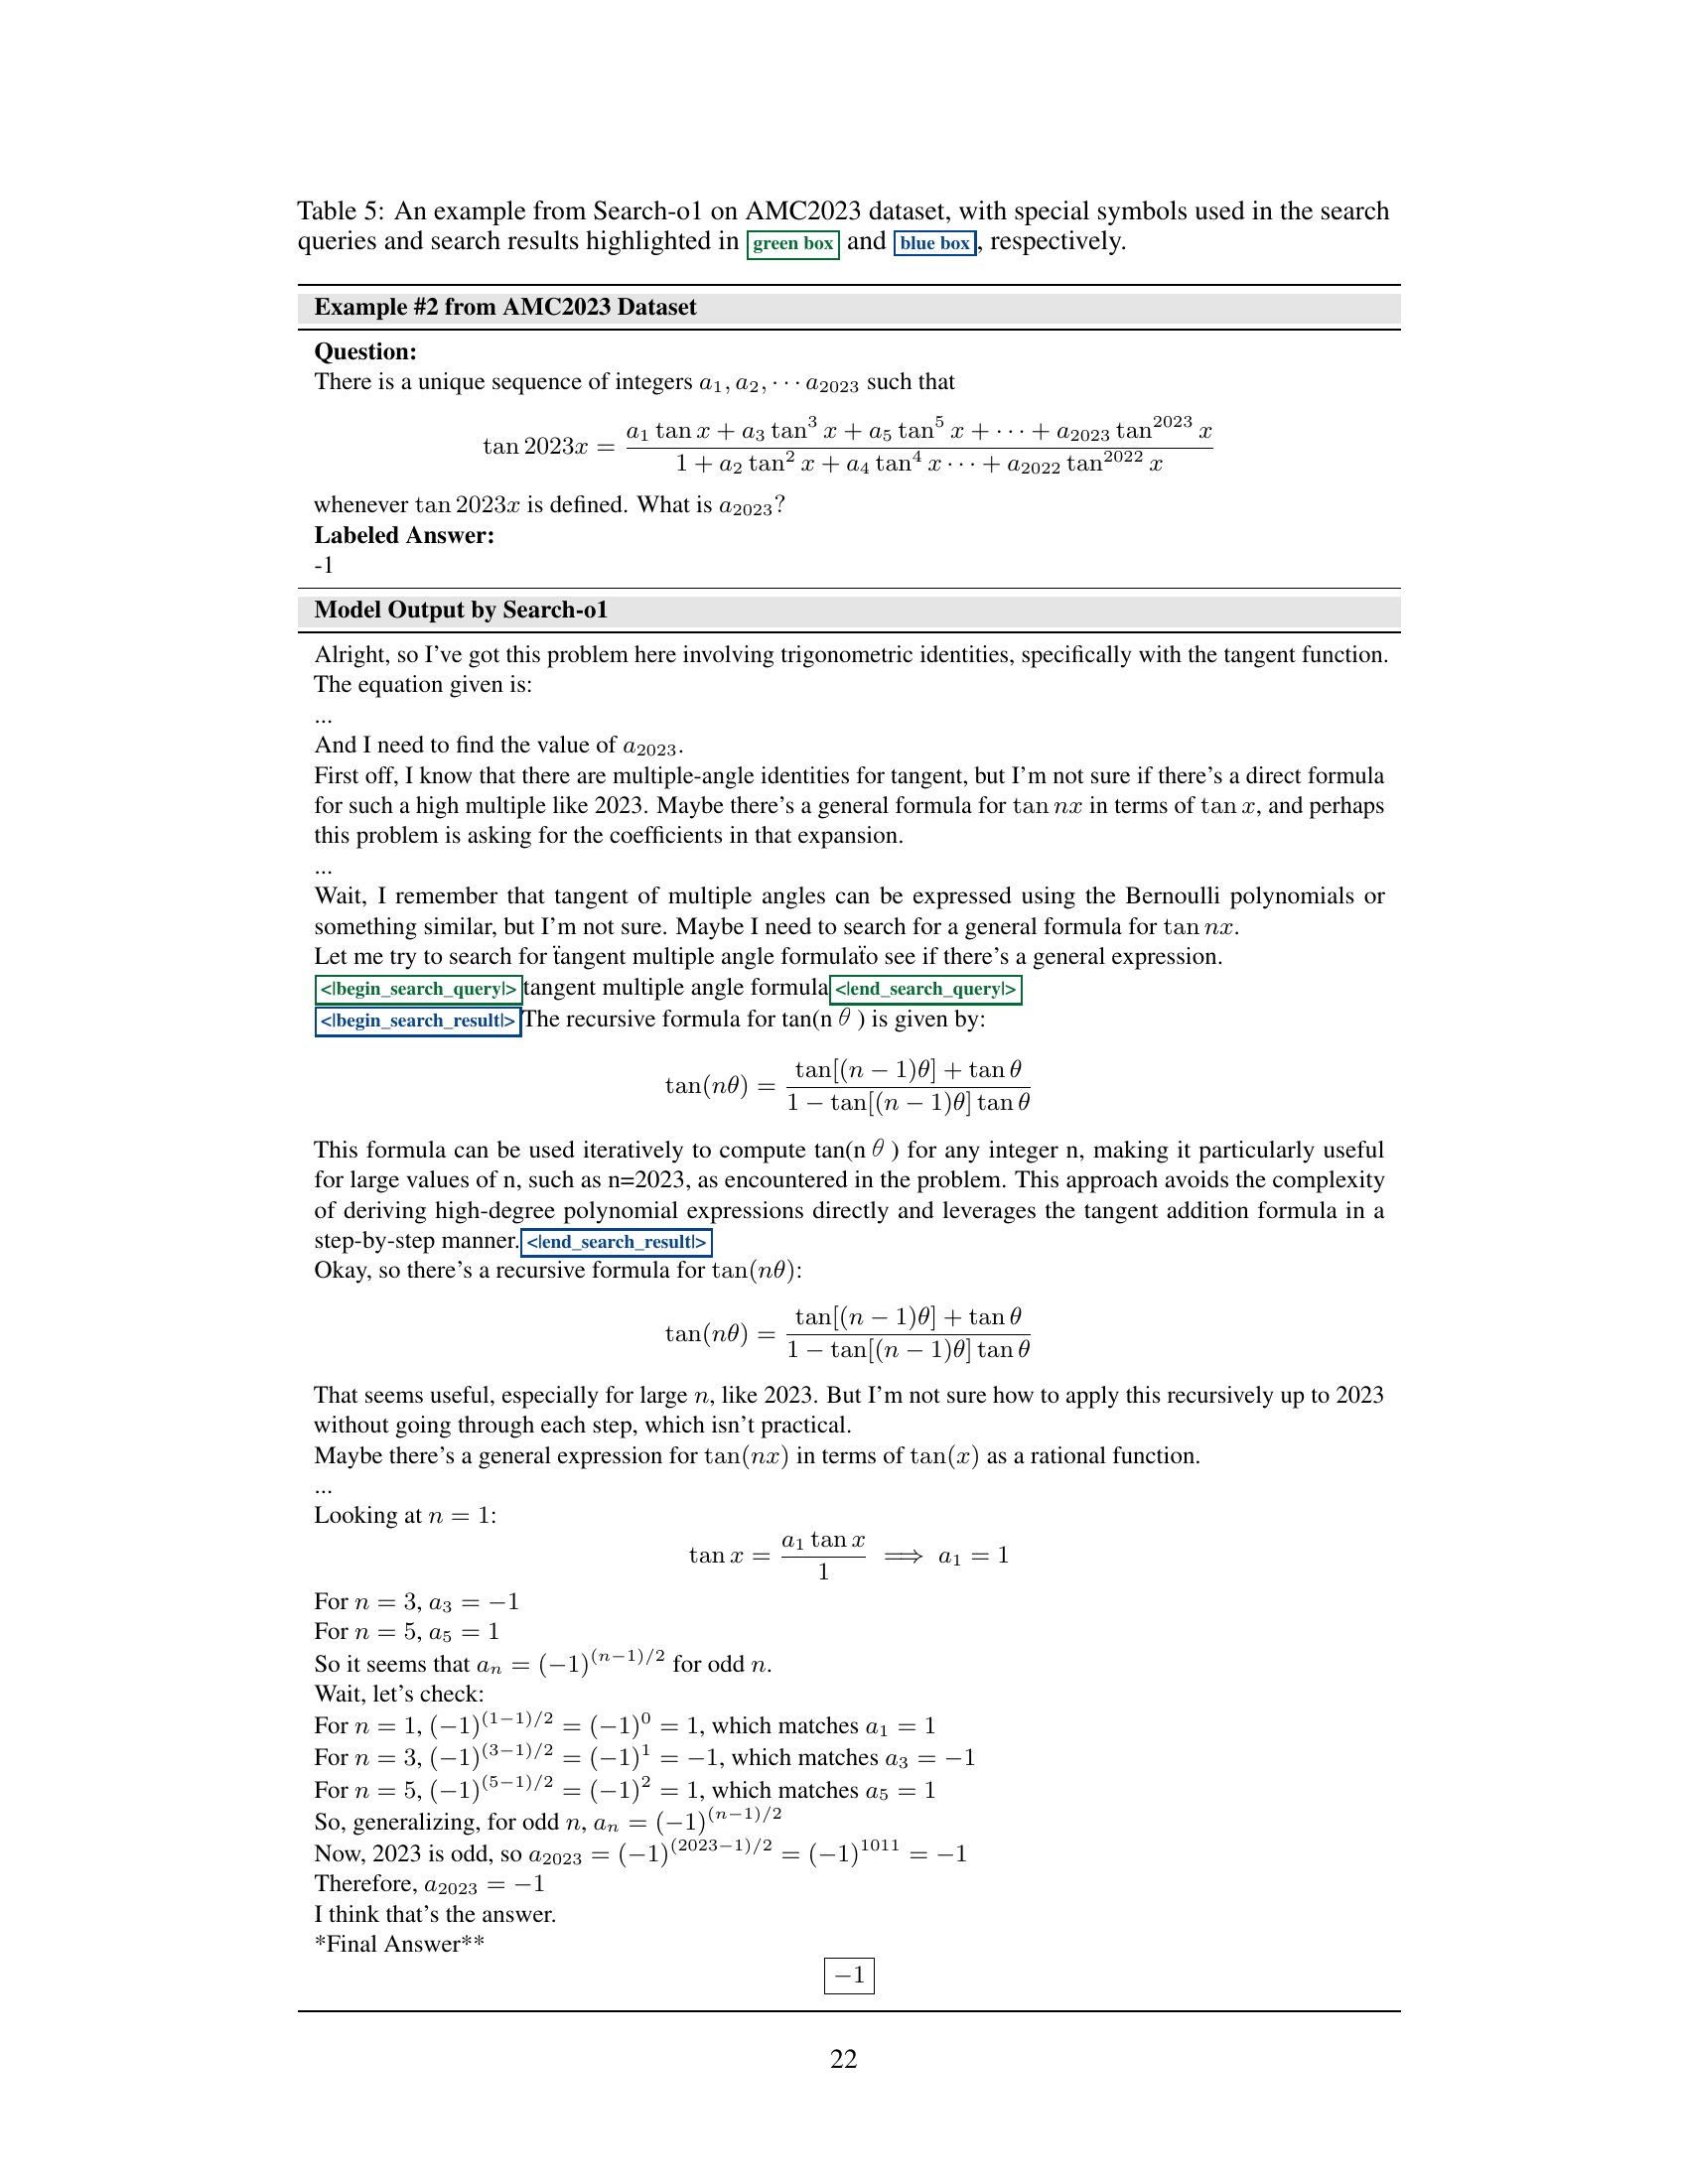 Table 5: An example from Search-o1 on AMC2023 dataset, with special symbols used in the search
queries and search results highlighted in green box and blue box, respectively.
Example #2 from AMC2023 Dataset
Question:
There is a unique sequence of integers $a_1, a_2, \cdots a_{2023}$ such that
$\tan 2023x = \frac{a_1 \tan x + a_3 \tan^3 x + a_5 \tan^5 x + \cdots + a_{2023} \tan^{2023} x}{1 + a_2 \tan^2 x + a_4 \tan^4 x \cdots + a_{2022} \tan^{2022} x}$
whenever $\tan 2023x$ is defined. What is $a_{2023}$?
Labeled Answer:
-1
Model Output by Search-o1
Alright, so I've got this problem here involving trigonometric identities, specifically with the tangent function.
The equation given is:
...
And I need to find the value of $a_{2023}$.
First off, I know that there are multiple-angle identities for tangent, but I'm not sure if there's a direct formula
for such a high multiple like 2023. Maybe there's a general formula for $\tan nx$ in terms of $\tan x$, and perhaps
this problem is asking for the coefficients in that expansion.
...
Wait, I remember that tangent of multiple angles can be expressed using the Bernoulli polynomials or
something similar, but I'm not sure. Maybe I need to search for a general formula for $\tan nx$.
Let me try to search for ẗangent multiple angle formulaẗo see if there's a general expression.
<|begin_search_query|>tangent multiple angle formula<|end_search_query|>
<|begin_search_result|>The recursive formula for tan(n θ ) is given by:
$\tan(n\theta) = \frac{\tan[(n-1)\theta] + \tan \theta}{1 - \tan[(n-1)\theta] \tan \theta}$
This formula can be used iteratively to compute tan(n θ ) for any integer n, making it particularly useful
for large values of n, such as n=2023, as encountered in the problem. This approach avoids the complexity
of deriving high-degree polynomial expressions directly and leverages the tangent addition formula in a
step-by-step manner.<|end_search_result|>
Okay, so there's a recursive formula for $\tan(n\theta)$:
$\tan(n\theta) = \frac{\tan[(n-1)\theta] + \tan \theta}{1 - \tan[(n-1)\theta] \tan \theta}$
That seems useful, especially for large $n$, like 2023. But I'm not sure how to apply this recursively up to 2023
without going through each step, which isn't practical.
Maybe there's a general expression for $\tan(nx)$ in terms of $\tan(x)$ as a rational function.
...
Looking at $n = 1$:
$\tan x = \frac{a_1 \tan x}{1} \implies a_1 = 1$
For $n = 3$, $a_3 = -1$
For $n = 5$, $a_5 = 1$
So it seems that $a_n = (-1)^{(n-1)/2}$ for odd $n$.
Wait, let's check:
For $n = 1$, $(-1)^{(1-1)/2} = (-1)^0 = 1$, which matches $a_1 = 1$
For $n = 3$, $(-1)^{(3-1)/2} = (-1)^1 = -1$, which matches $a_3 = -1$
For $n = 5$, $(-1)^{(5-1)/2} = (-1)^2 = 1$, which matches $a_5 = 1$
So, generalizing, for odd $n$, $a_n = (-1)^{(n-1)/2}$
Now, 2023 is odd, so $a_{2023} = (-1)^{(2023-1)/2} = (-1)^{1011} = -1$
Therefore, $a_{2023} = -1$
I think that's the answer.
*Final Answer**
$-1$
22